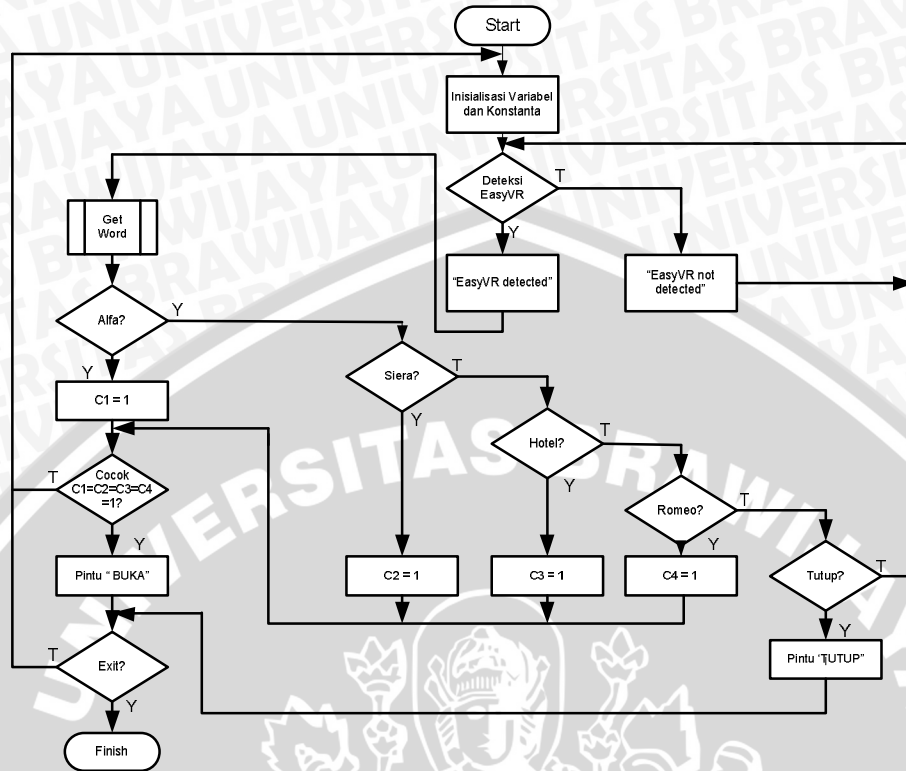 Start
Inisialisasi Variabel
dan Konstanta
Deteksi
EasyVR
T
Y
Get
Word
“EasyVR detected”
“EasyVR not
detected”
Alfa?
Y
Y
C1 = 1
Siera?
T
Y
Hotel?
T
Y
Romeo?
T
Y
Tutup?
T
Y
Cocok
C1=C2=C3=C4
=1?
T
Y
C2 = 1
C3 = 1
C4 = 1
Pintu “ BUKA”
Pintu “TUTUP”
Exit?
T
Y
Finish
UNIVERSITAS BRAWIJAYA